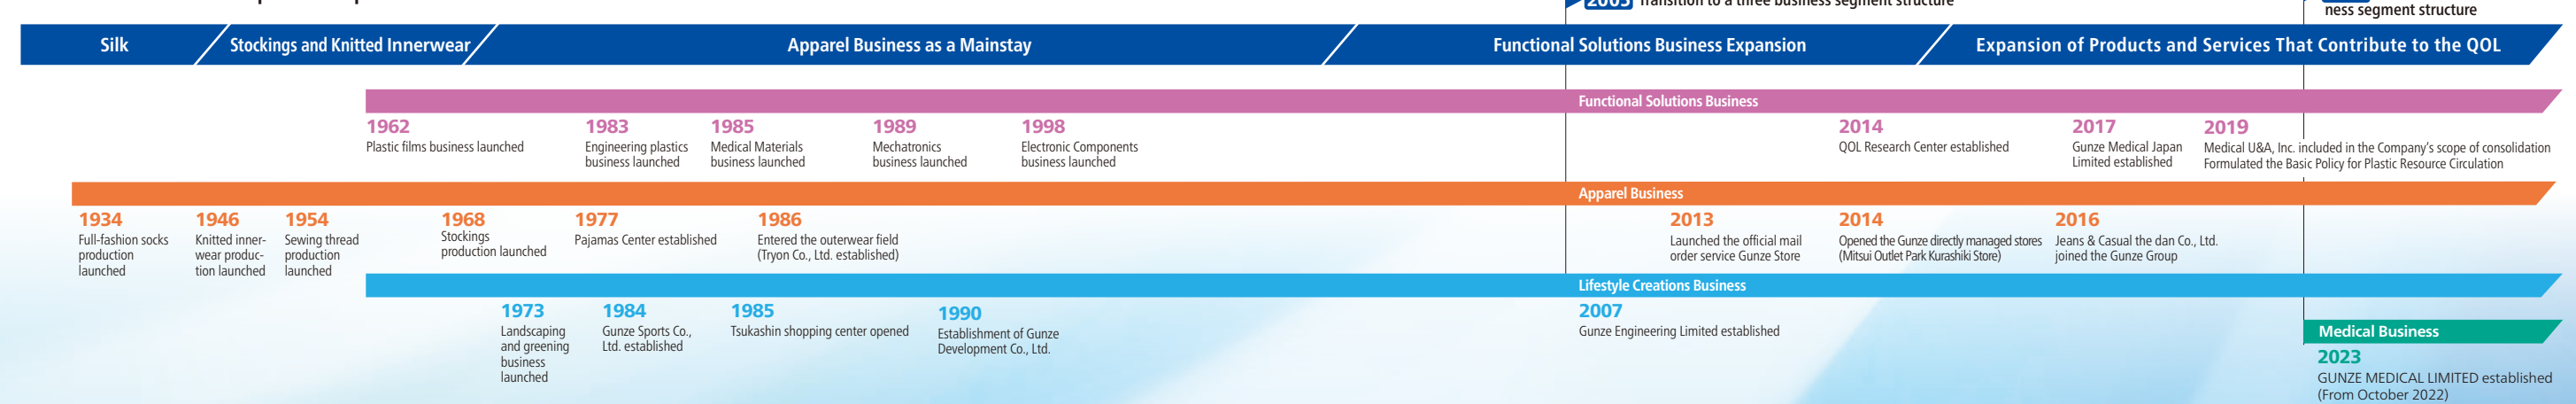 2005 Transition to a three business segment structure
ness segment structure
Silk
Stockings and Knitted Innerwear
Apparel Business as a Mainstay
Functional Solutions Business Expansion
Expansion of Products and Services That Contribute to the QOL
Functional Solutions Business
1962
Plastic films business launched
1983
Engineering plastics
business launched
1985
Medical Materials
business launched
1989
Mechatronics
business launched
1998
Electronic Components
business launched
2014
QOL Research Center established
2017
Gunze Medical Japan
Limited established
2019
Medical U&A, Inc. included in the Company's scope of consolidation
Formulated the Basic Policy for Plastic Resource Circulation
Apparel Business
1934
Full-fashion socks
production
launched
1946
Knitted inner-
wear produc-
tion launched
1954
Sewing thread
production
launched
1968
Stockings
production launched
1977
Pajamas Center established
1986
Entered the outerwear field
(Tryon Co., Ltd. established)
2013
Launched the official mail
order service Gunze Store
2014
Opened the Gunze directly managed stores
(Mitsui Outlet Park Kurashiki Store)
2016
Jeans & Casual the dan Co., Ltd.
joined the Gunze Group
Lifestyle Creations Business
1973
Landscaping
and greening
business
launched
1984
Gunze Sports Co.,
Ltd. established
1985
Tsukashin shopping center opened
1990
Establishment of Gunze
Development Co., Ltd.
2007
Gunze Engineering Limited established
Medical Business
2023
GUNZE MEDICAL LIMITED established
(From October 2022)